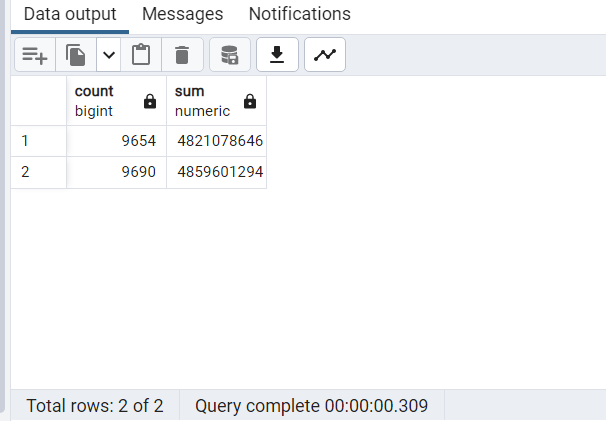 Data output Messages Notifications
count sum
bigint numeric
1 9654 4821078646
2 9690 4859601294
Total rows: 2 of 2 Query complete 00:00:00.309